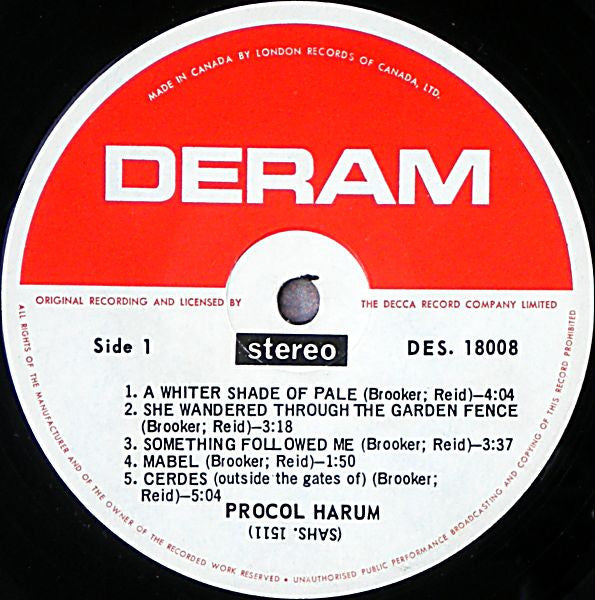 MADE IN CANADA BY LONDON RECORDS OF CANADA, LTD.
DERAM
ORIGINAL RECORDING AND LICENSED BY THE DECCA RECORD COMPANY LIMITED
Side 1
stereo
DES. 18008
1. A WHITER SHADE OF PALE (Brooker; Reid)—4:04
2. SHE WANDERED THROUGH THE GARDEN FENCE
(Brooker; Reid)—3:18
3. SOMETHING FOLLOWED ME (Brooker; Reid)—3:37
4. MABEL (Brooker; Reid)—1:50
5. CERDES (outside the gates of) (Brooker;
Reid)—5:04
PROCOL HARUM
(SAHS. 1511)
ALL RIGHTS OF THE MANUFACTURER AND OF THE OWNER OF THE RECORDED WORK RESERVED • UNAUTHORISED PUBLIC PERFORMANCE BROADCASTING AND COPYING OF THIS RECORD PROHIBITED